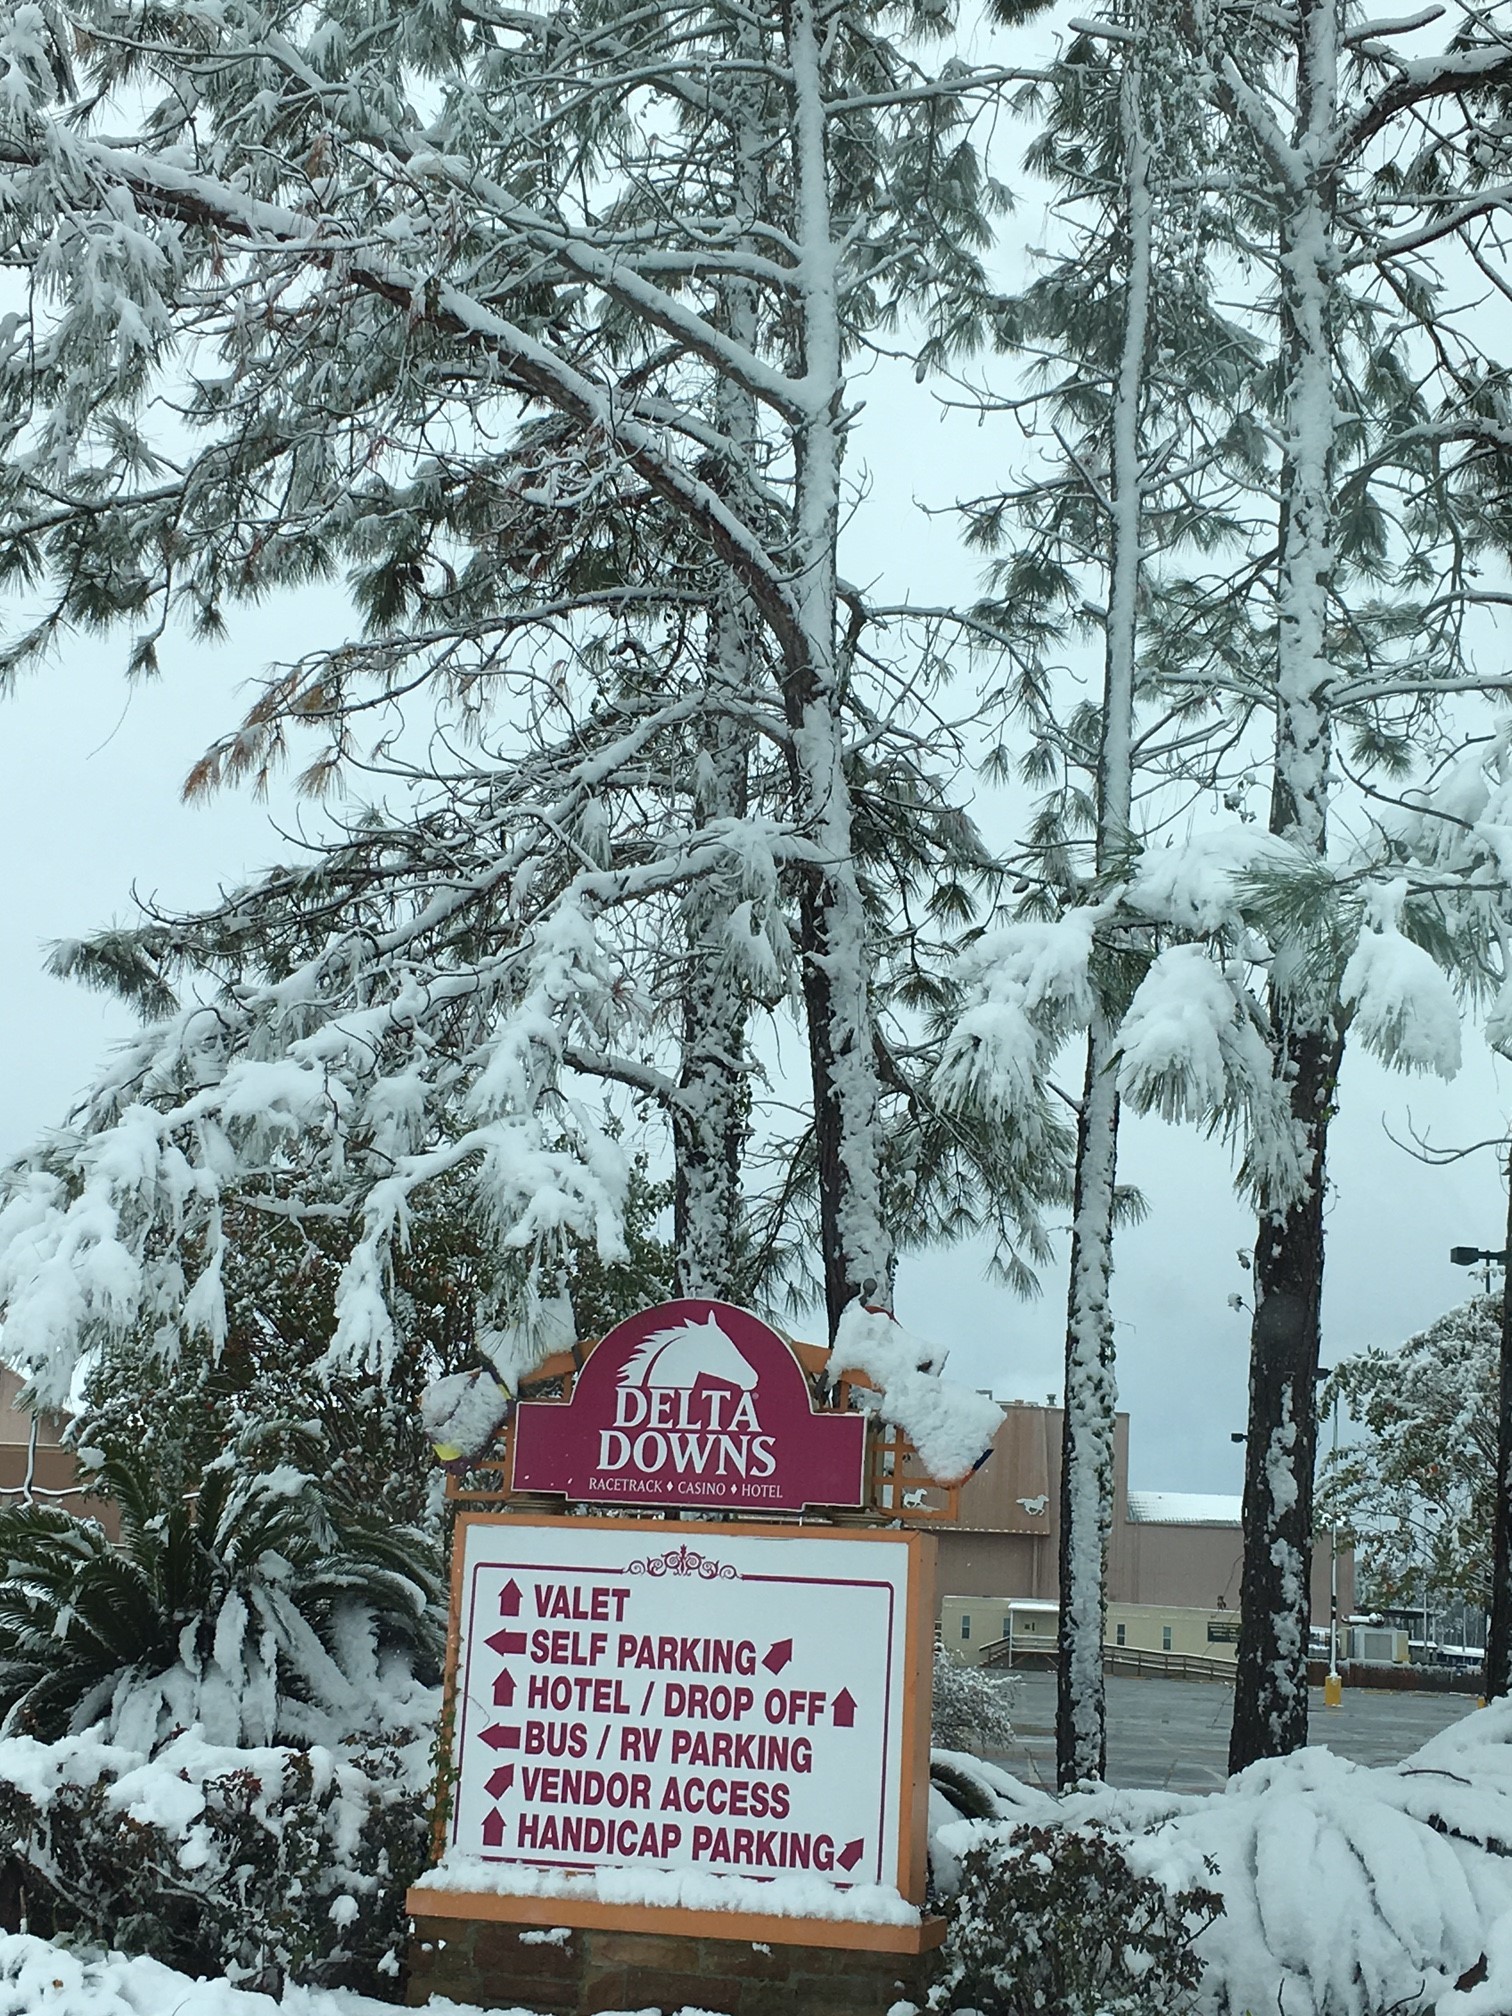 DELTA
DOWNS
RACETRACK ♦ CASINO ♦ HOTEL
↑ VALET
← SELF PARKING ↗
↑ HOTEL / DROP OFF ↑
← BUS / RV PARKING
↗ VENDOR ACCESS
↑ HANDICAP PARKING ↗